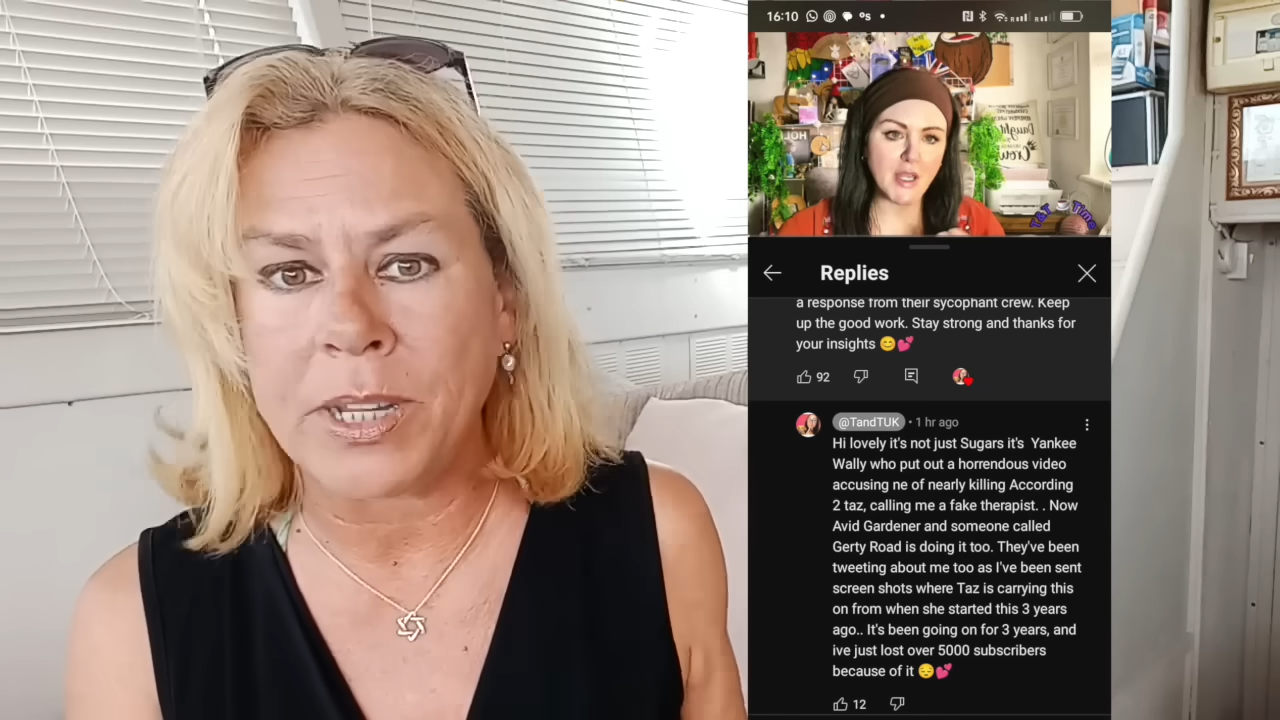 16:10
HOL
Daughter
Crown
T&T Time
Replies
a response from their sycophant crew. Keep
up the good work. Stay strong and thanks for
your insights 😊💕
92
@TandTUK • 1 hr ago
Hi lovely it's not just Sugars it's Yankee
Wally who put out a horrendous video
accusing ne of nearly killing According
2 taz, calling me a fake therapist. . Now
Avid Gardener and someone called
Gerty Road is doing it too. They've been
tweeting about me too as I've been sent
screen shots where Taz is carrying this
on from when she started this 3 years
ago.. It's been going on for 3 years, and
ive just lost over 5000 subscribers
because of it 😔💕
12